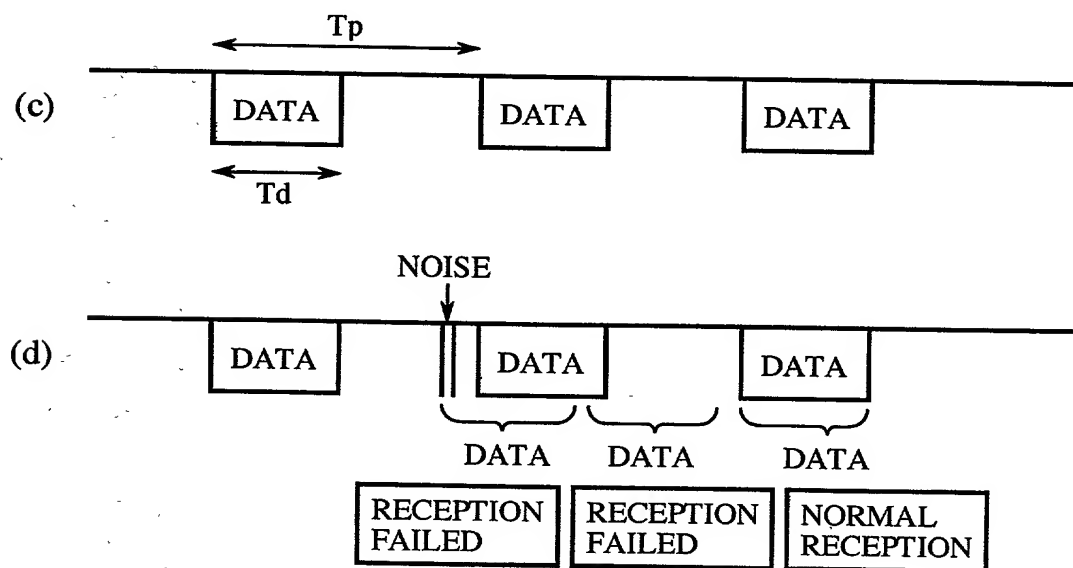 Tp
(c)
DATA DATA DATA
Td
NOISE
(d)
DATA DATA DATA
DATA DATA DATA
RECEPTION FAILED
RECEPTION FAILED
NORMAL RECEPTION